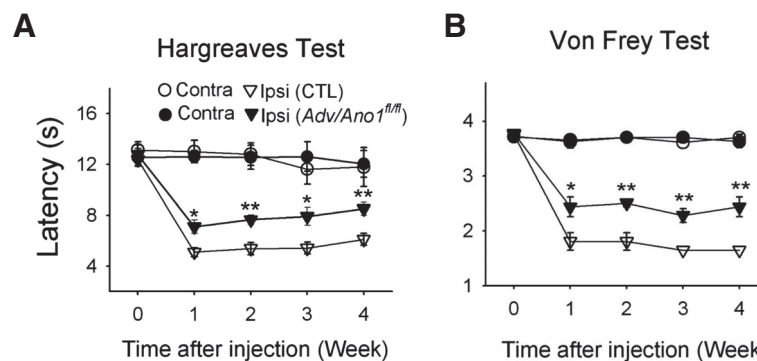 A
Hargreaves Test
Contra Ipsi (CTL)
Contra Ipsi (Adv/Ano1fl/fl)
Latency (s)
16
12
8
4
* ** * **
0 1 2 3 4
Time after injection (Week)
B
Von Frey Test
4
3
2
1
* ** ** **
0 1 2 3 4
Time after injection (Week